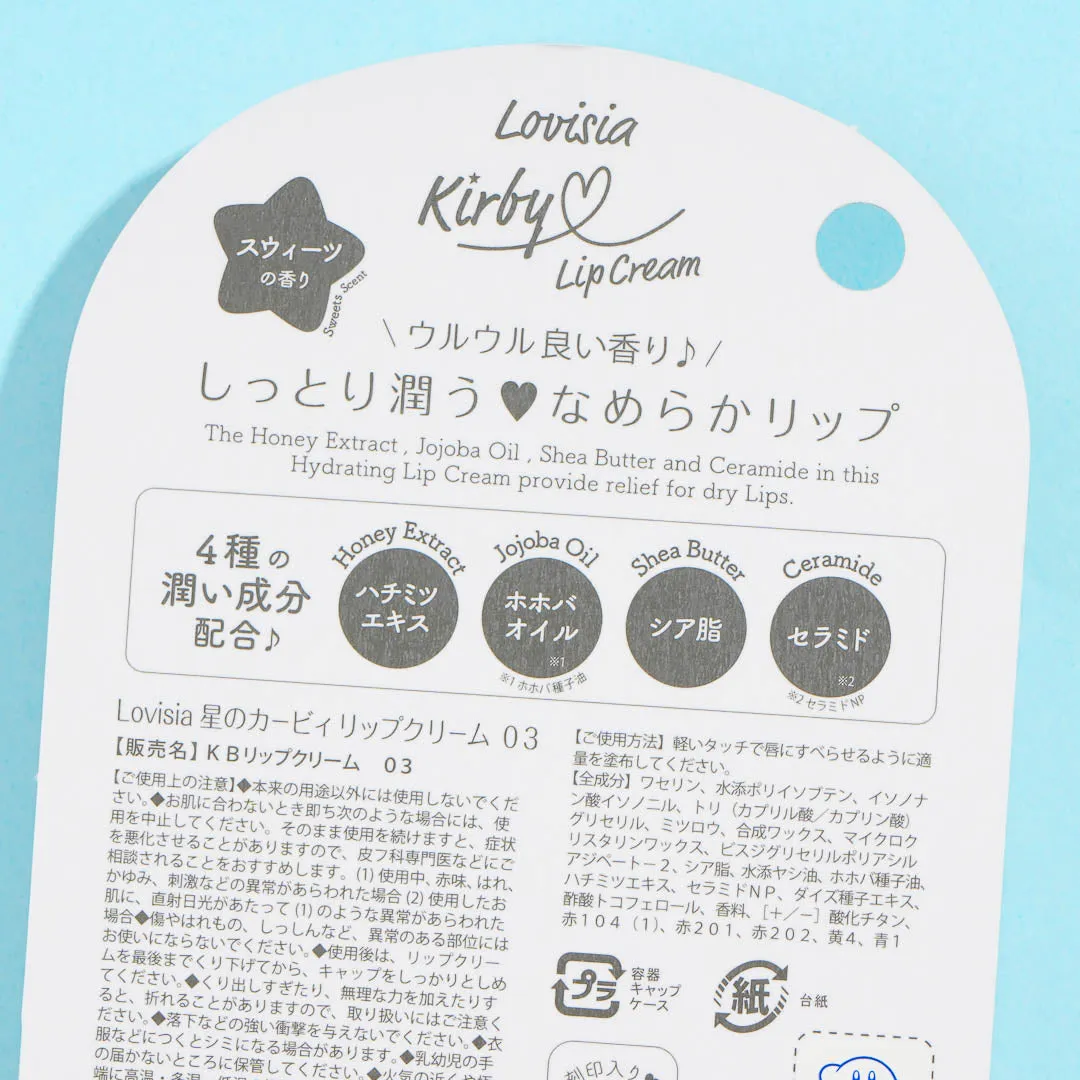 Lovisia
Kirby
Lip Cream
スウィーツ
の香り
Sweets Scent
\ウルウル良い香り♪/
しっとり潤う♥なめらかリップ
The Honey Extract , Jojoba Oil , Shea Butter and Ceramide in this
Hydrating Lip Cream provide relief for dry Lips.
4種の
潤い成分
配合♪
Honey Extract
ハチミツ
エキス
Jojoba Oil
ホホバ
オイル
※1
※1 ホホバ種子油
Shea Butter
シア脂
Ceramide
セラミド
※2
※2 セラミドNP
Lovisia 星のカービィリップクリーム 03
【販売名】KBリップクリーム 03
【ご使用上の注意】◆本来の用途以外には使用しないでくだ
さい。◆お肌に合わないとき即ち次のような場合には、使
用を中止してください。そのまま使用を続けますと、症状
を悪化させることがありますので、皮フ科専門医などにご
相談されることをおすすめします。(1) 使用中、赤味、はれ、
かゆみ、刺激などの異常があらわれた場合 (2) 使用したお
肌に、直射日光があたって (1) のような異常があらわれた
場合◆傷やはれもの、しっしんなど、異常のある部位には
お使いにならないでください。◆使用後は、リップクリー
ムを最後までくり下げてから、キャップをしっかりとしめ
てください。◆くり出しすぎたり、無理な力を加えたりす
ると、折れることがありますので、取り扱いにはご注意く
ださい。◆落下などの強い衝撃を与えないでください。◆衣
服などにつくとシミになる場合があります。◆乳幼児の手
の届かないところに保管してください。◆火気の近くや極
端に高温・多湿、低温の
【ご使用方法】軽いタッチで唇にすべらせるように適
量を塗布してください。
【全成分】ワセリン、水添ポリイソブテン、イソノナ
ン酸イソノニル、トリ（カプリル酸／カプリン酸）
グリセリル、ミツロウ、合成ワックス、マイクロク
リスタリンワックス、ビスジグリセリルポリアシル
アジペート－2、シア脂、水添ヤシ油、ホホバ種子油、
ハチミツエキス、セラミドNP、ダイズ種子エキス、
酢酸トコフェロール、香料、［＋／－］酸化チタン、
赤104（1）、赤201、赤202、黄4、青1
プラ
容器
キャップ
ケース
紙
台紙
刻印入り